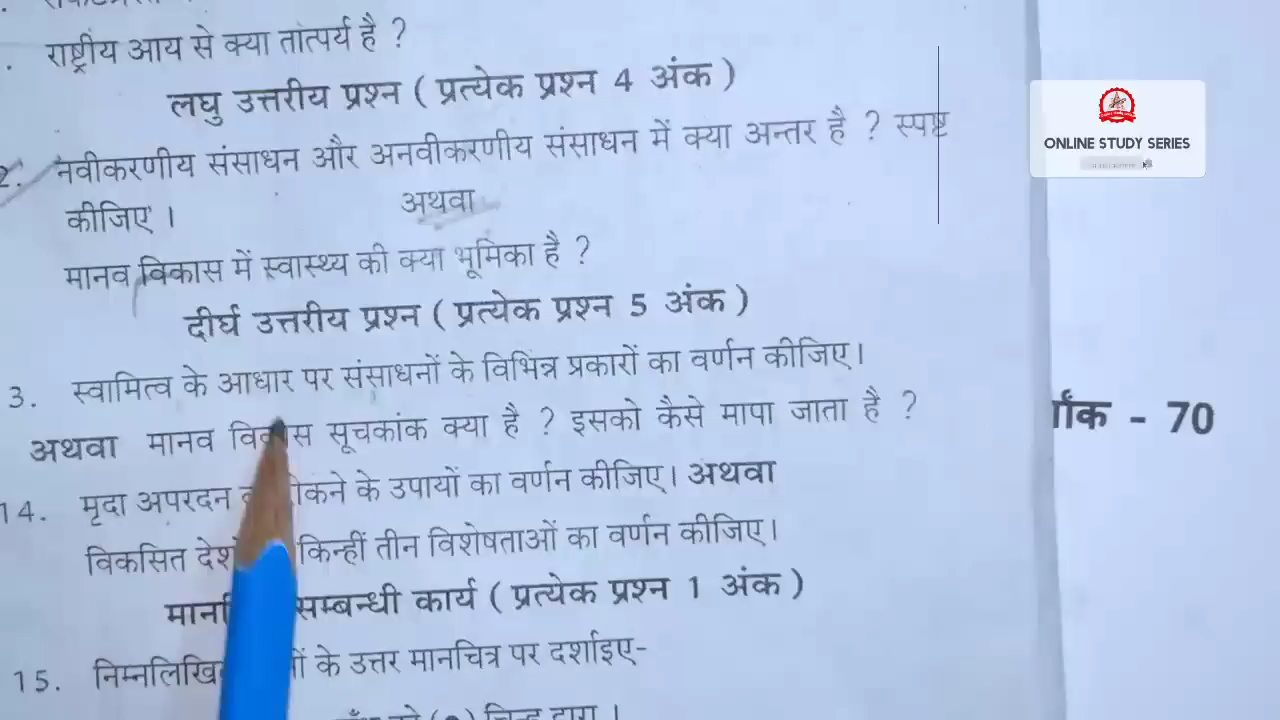 राष्ट्रीय आय से क्या तात्पर्य है ?
लघु उत्तरीय प्रश्न ( प्रत्येक प्रश्न 4 अंक )
2. नवीकरणीय संसाधन और अनवीकरणीय संसाधन में क्या अन्तर है ? स्पष्ट
कीजिए । अथवा
मानव विकास में स्वास्थ्य की क्या भूमिका है ?
दीर्घ उत्तरीय प्रश्न ( प्रत्येक प्रश्न 5 अंक )
3. स्वामित्व के आधार पर संसाधनों के विभिन्न प्रकारों का वर्णन कीजिए।
अथवा मानव विकास सूचकांक क्या है ? इसको कैसे मापा जाता है ?
14. मृदा अपरदन के उपायों का वर्णन कीजिए। अथवा
विकसित किन्हीं तीन विशेषताओं का वर्णन कीजिए।
सम्बन्धी कार्य ( प्रत्येक प्रश्न 1 अंक )
15. के उत्तर मानचित्र पर दर्शाइए-
ONLINE STUDY SERIES
- 70